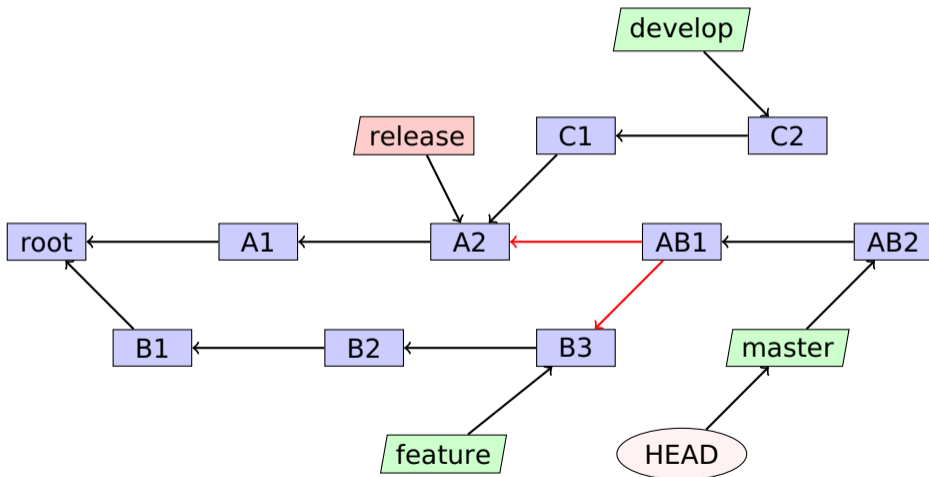 develop
release
C1
C2
root
A1
A2
AB1
AB2
B1
B2
B3
master
feature
HEAD